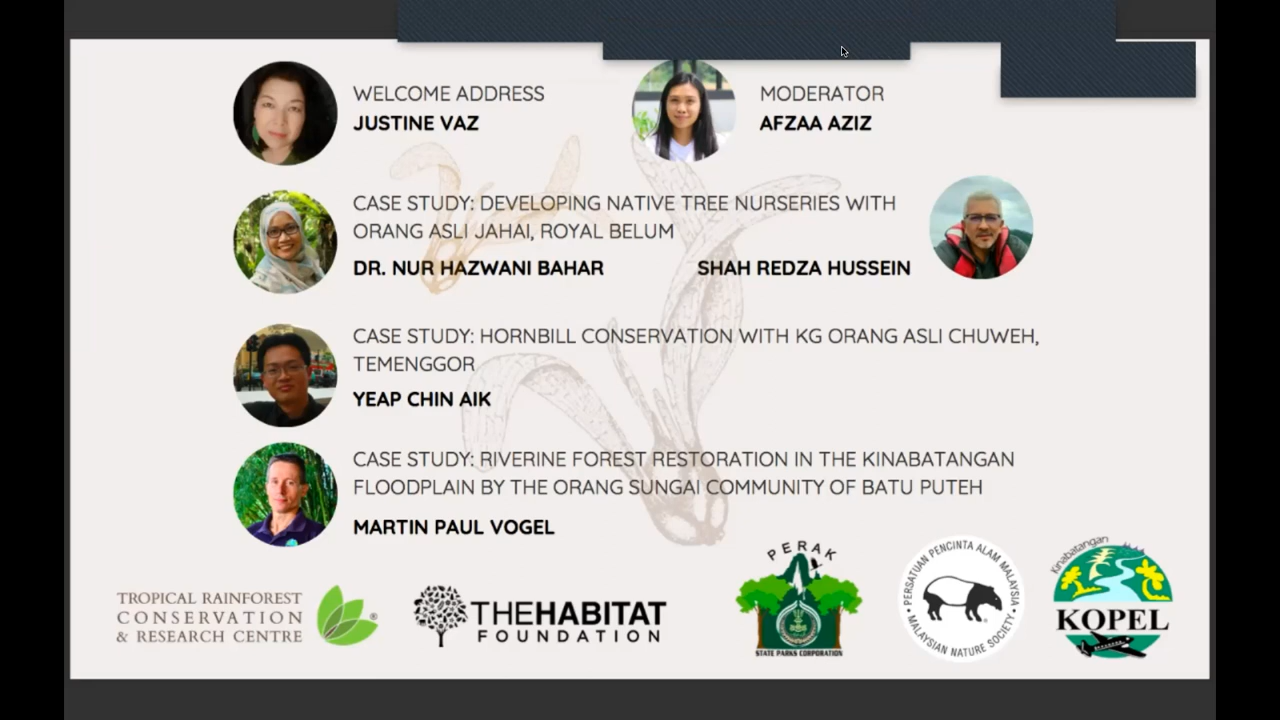 WELCOME ADDRESS
JUSTINE VAZ
MODERATOR
AFZAA AZIZ
CASE STUDY: DEVELOPING NATIVE TREE NURSERIES WITH
ORANG ASLI JAHAI, ROYAL BELUM
DR. NUR HAZWANI BAHAR
SHAH REDZA HUSSEIN
CASE STUDY: HORNBILL CONSERVATION WITH KG ORANG ASLI CHUWEH,
TEMENGGOR
YEAP CHIN AIK
CASE STUDY: RIVERINE FOREST RESTORATION IN THE KINABATANGAN
FLOODPLAIN BY THE ORANG SUNGAI COMMUNITY OF BATU PUTEH
MARTIN PAUL VOGEL
TROPICAL RAINFOREST
CONSERVATION
& RESEARCH CENTRE
®
THEHABITAT
FOUNDATION
PERAK
STATE PARKS CORPORATION
PERSATUAN PENCINTA ALAM MALAYSIA
MALAYSIAN NATURE SOCIETY
Kinabatangan
KOPEL